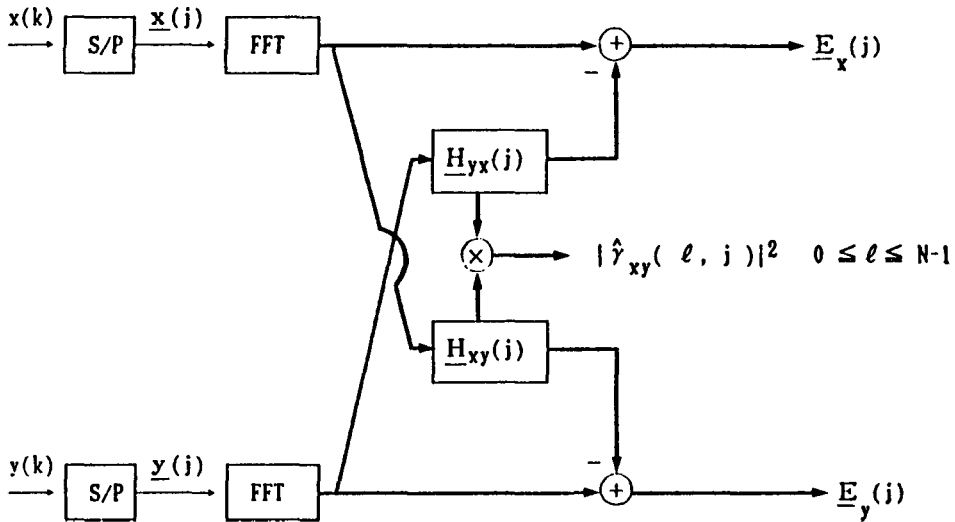 x(k) S/P x(j) FFT + E_x(j)
−
H_yx(j)
× |γ̂_xy( ℓ, j )|² 0 ≤ ℓ ≤ N-1
H_xy(j)
−
y(k) S/P y(j) FFT + E_y(j)